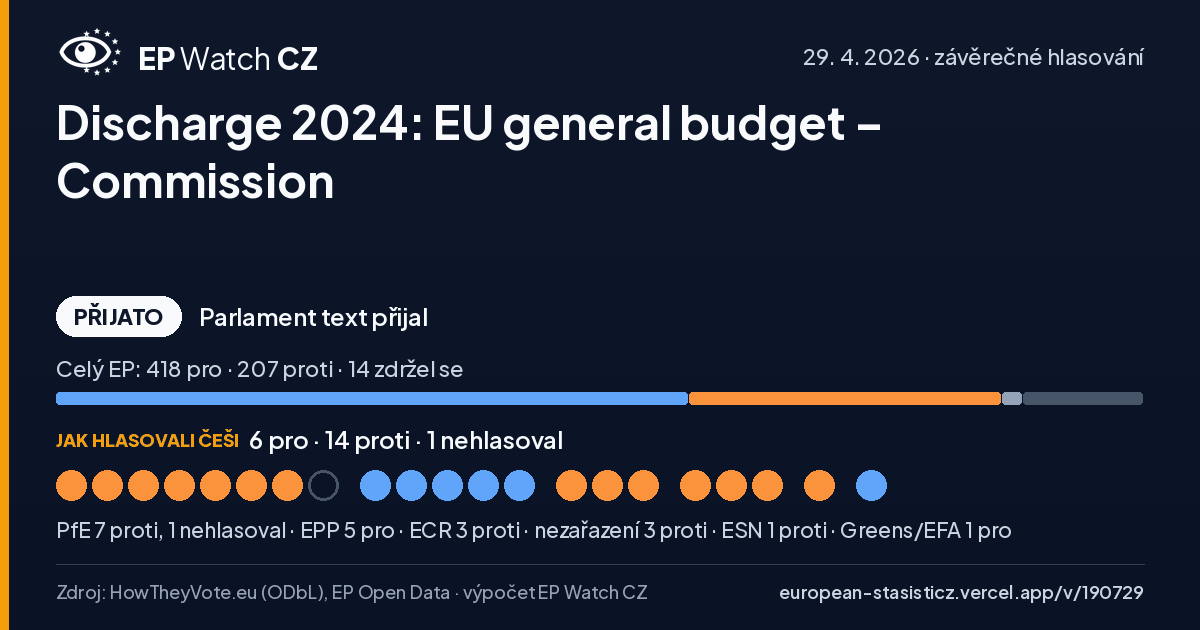 EP Watch CZ
29. 4. 2026 · závěrečné hlasování
Discharge 2024: EU general budget –
Commission
PŘIJATO Parlament text přijal
Celý EP: 418 pro · 207 proti · 14 zdržel se
JAK HLASOVALI ČEŠI 6 pro · 14 proti · 1 nehlasoval
PfE 7 proti, 1 nehlasoval · EPP 5 pro · ECR 3 proti · nezařazení 3 proti · ESN 1 proti · Greens/EFA 1 pro
Zdroj: HowTheyVote.eu (ODbL), EP Open Data · výpočet EP Watch CZ
european-stasisticz.vercel.app/v/190729